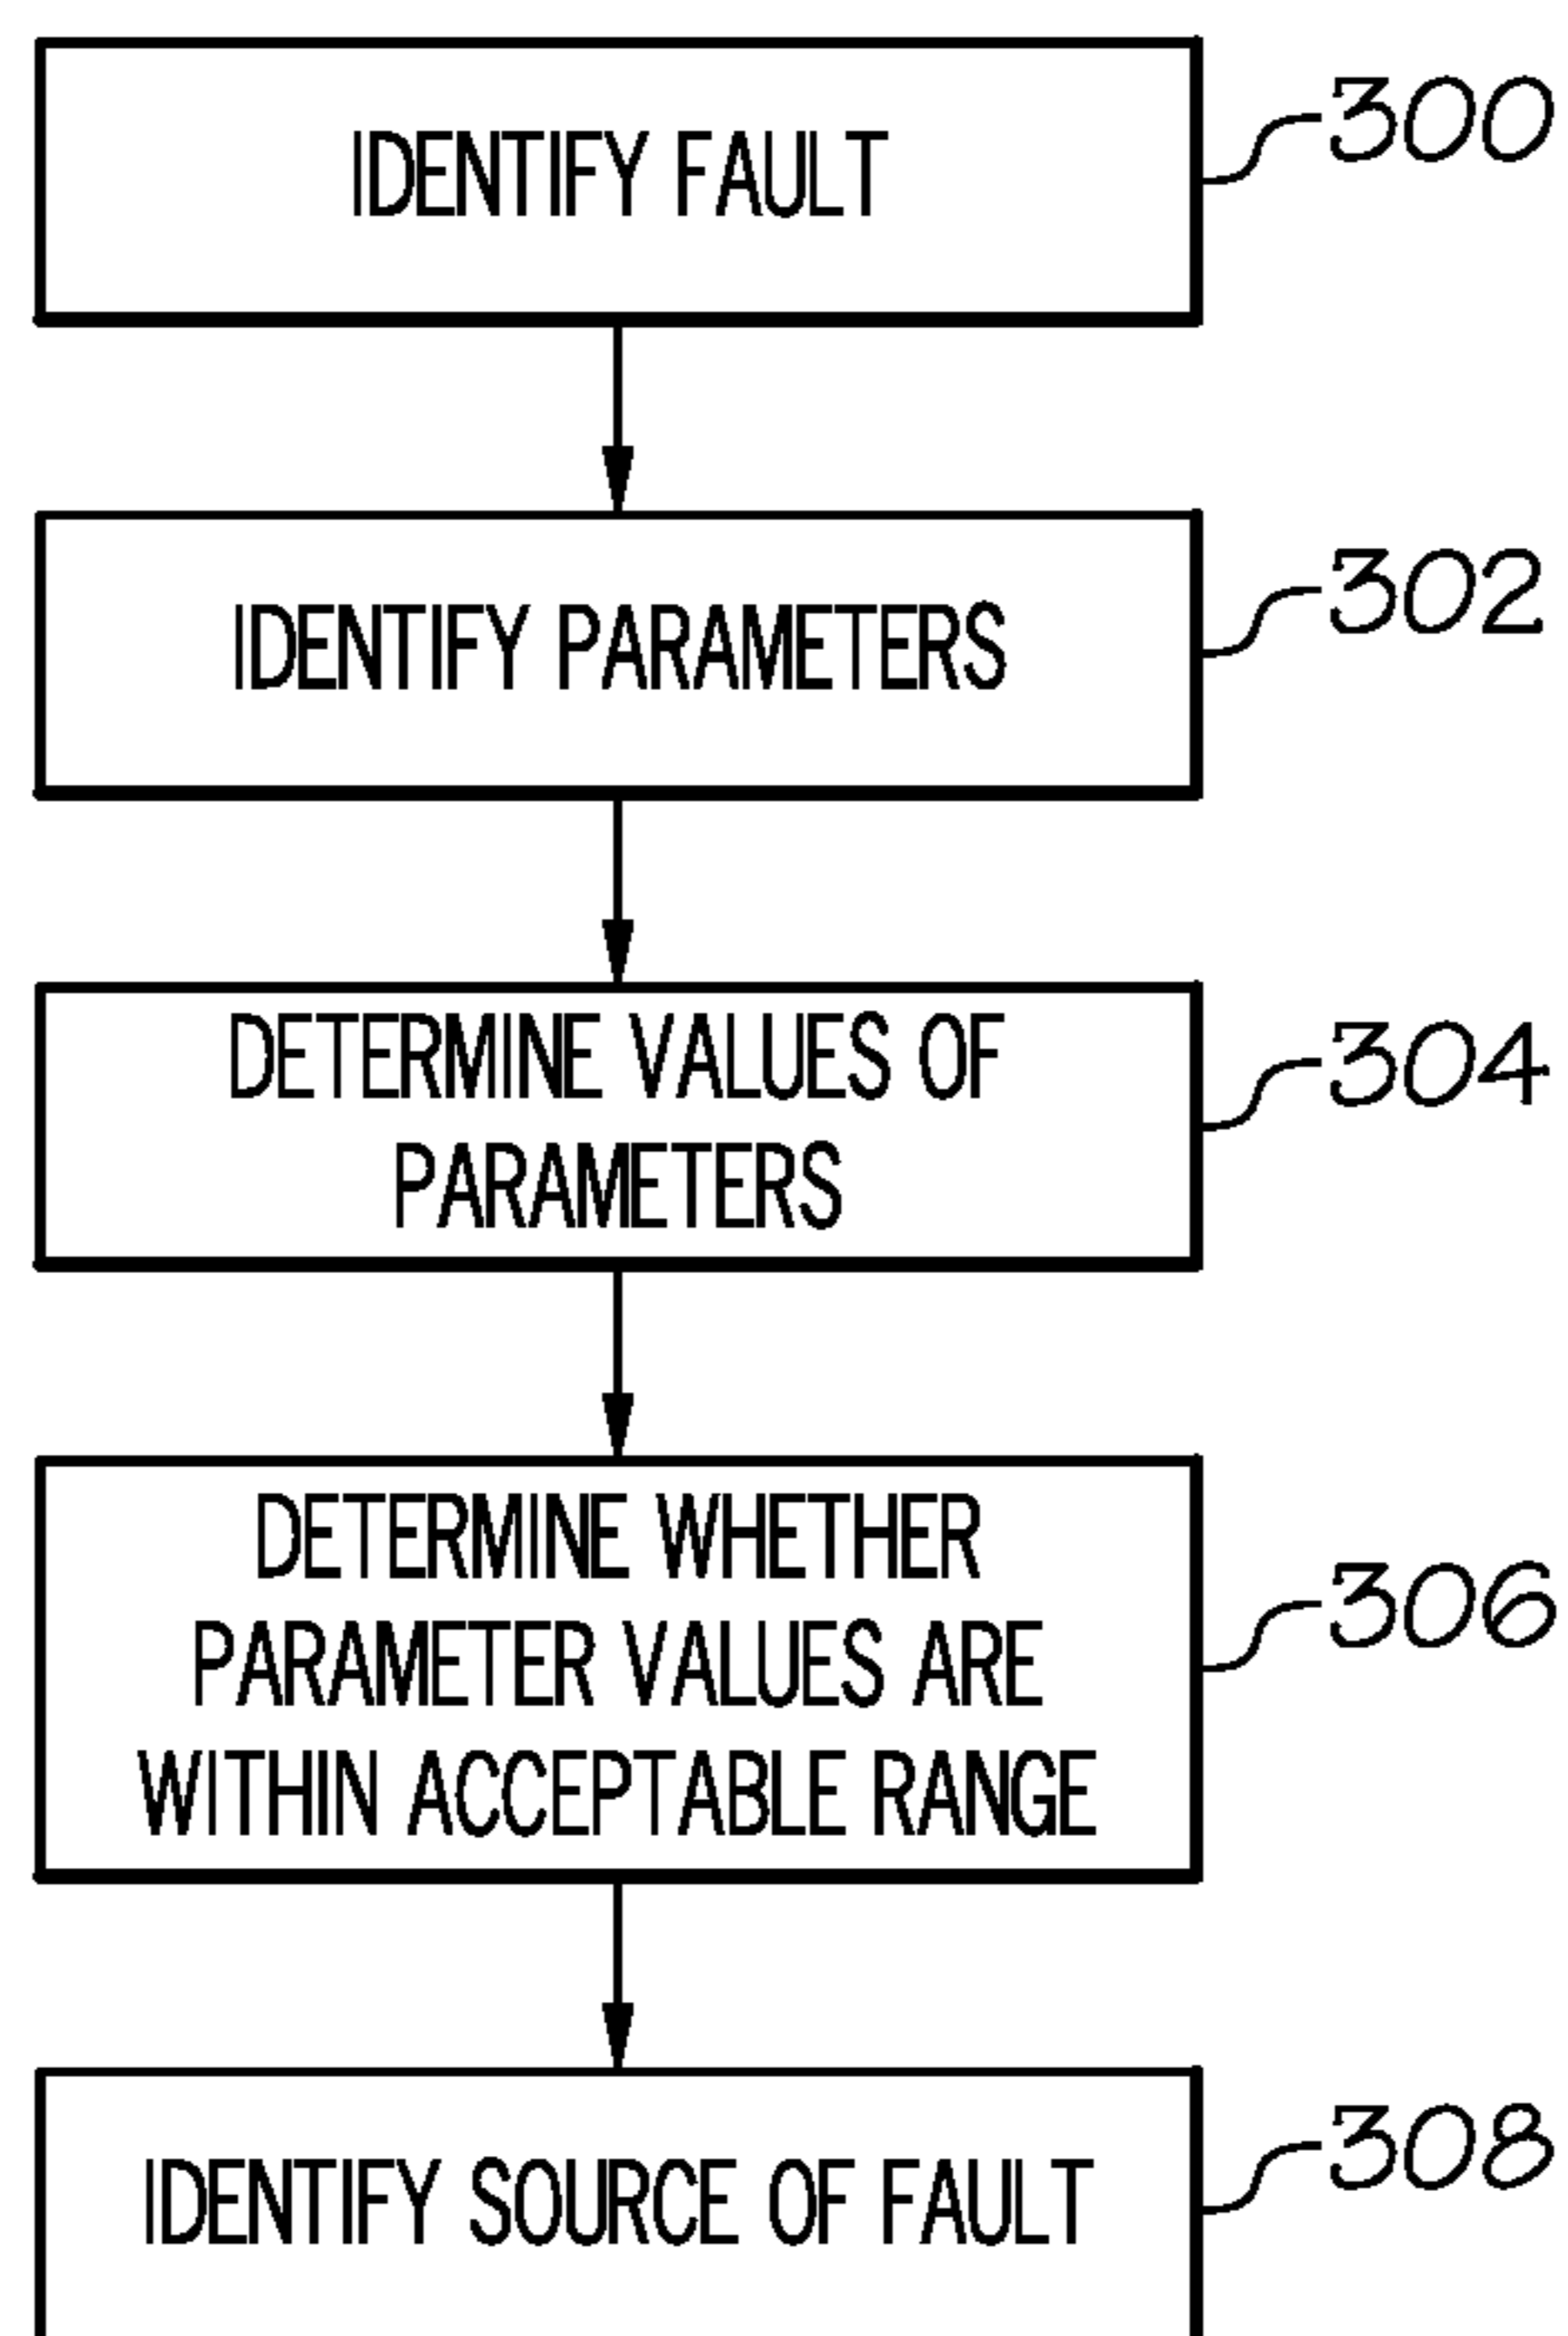 IDENTIFY FAULT
300
IDENTIFY PARAMETERS
302
DETERMINE VALUES OF
PARAMETERS
304
DETERMINE WHETHER
PARAMETER VALUES ARE
WITHIN ACCEPTABLE RANGE
306
IDENTIFY SOURCE OF FAULT
308